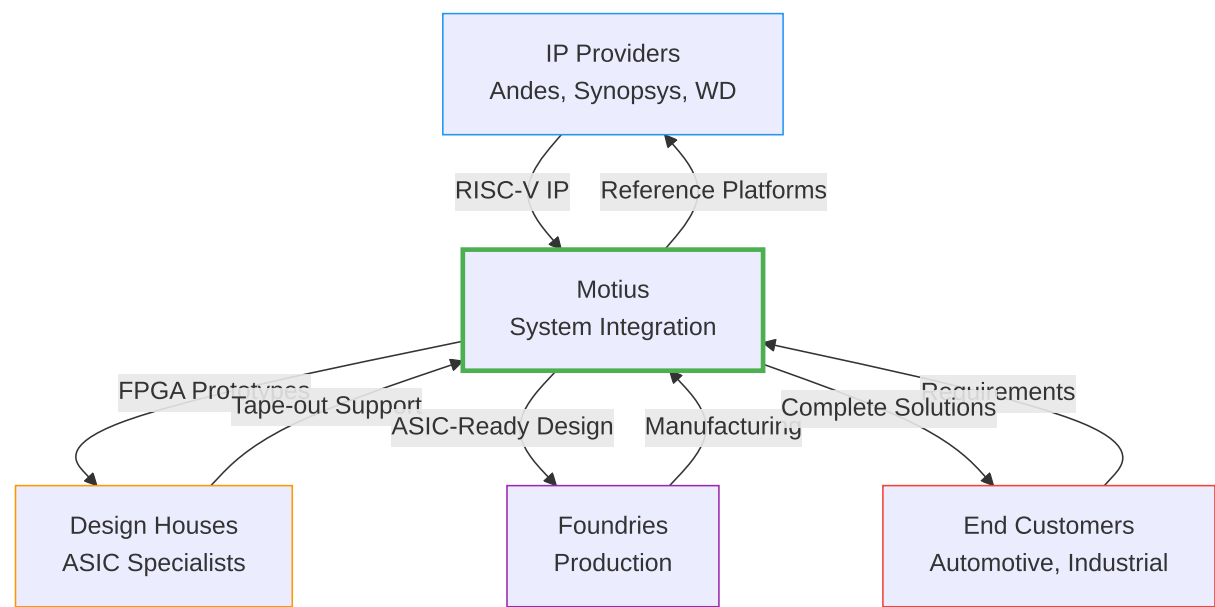 IP Providers
Andes, Synopsys, WD
RISC-V IP
Reference Platforms
Motius
System Integration
FPGA Prototypes
Tape-out Support
ASIC-Ready Design
Manufacturing
Complete Solutions
Requirements
Design Houses
ASIC Specialists
Foundries
Production
End Customers
Automotive, Industrial